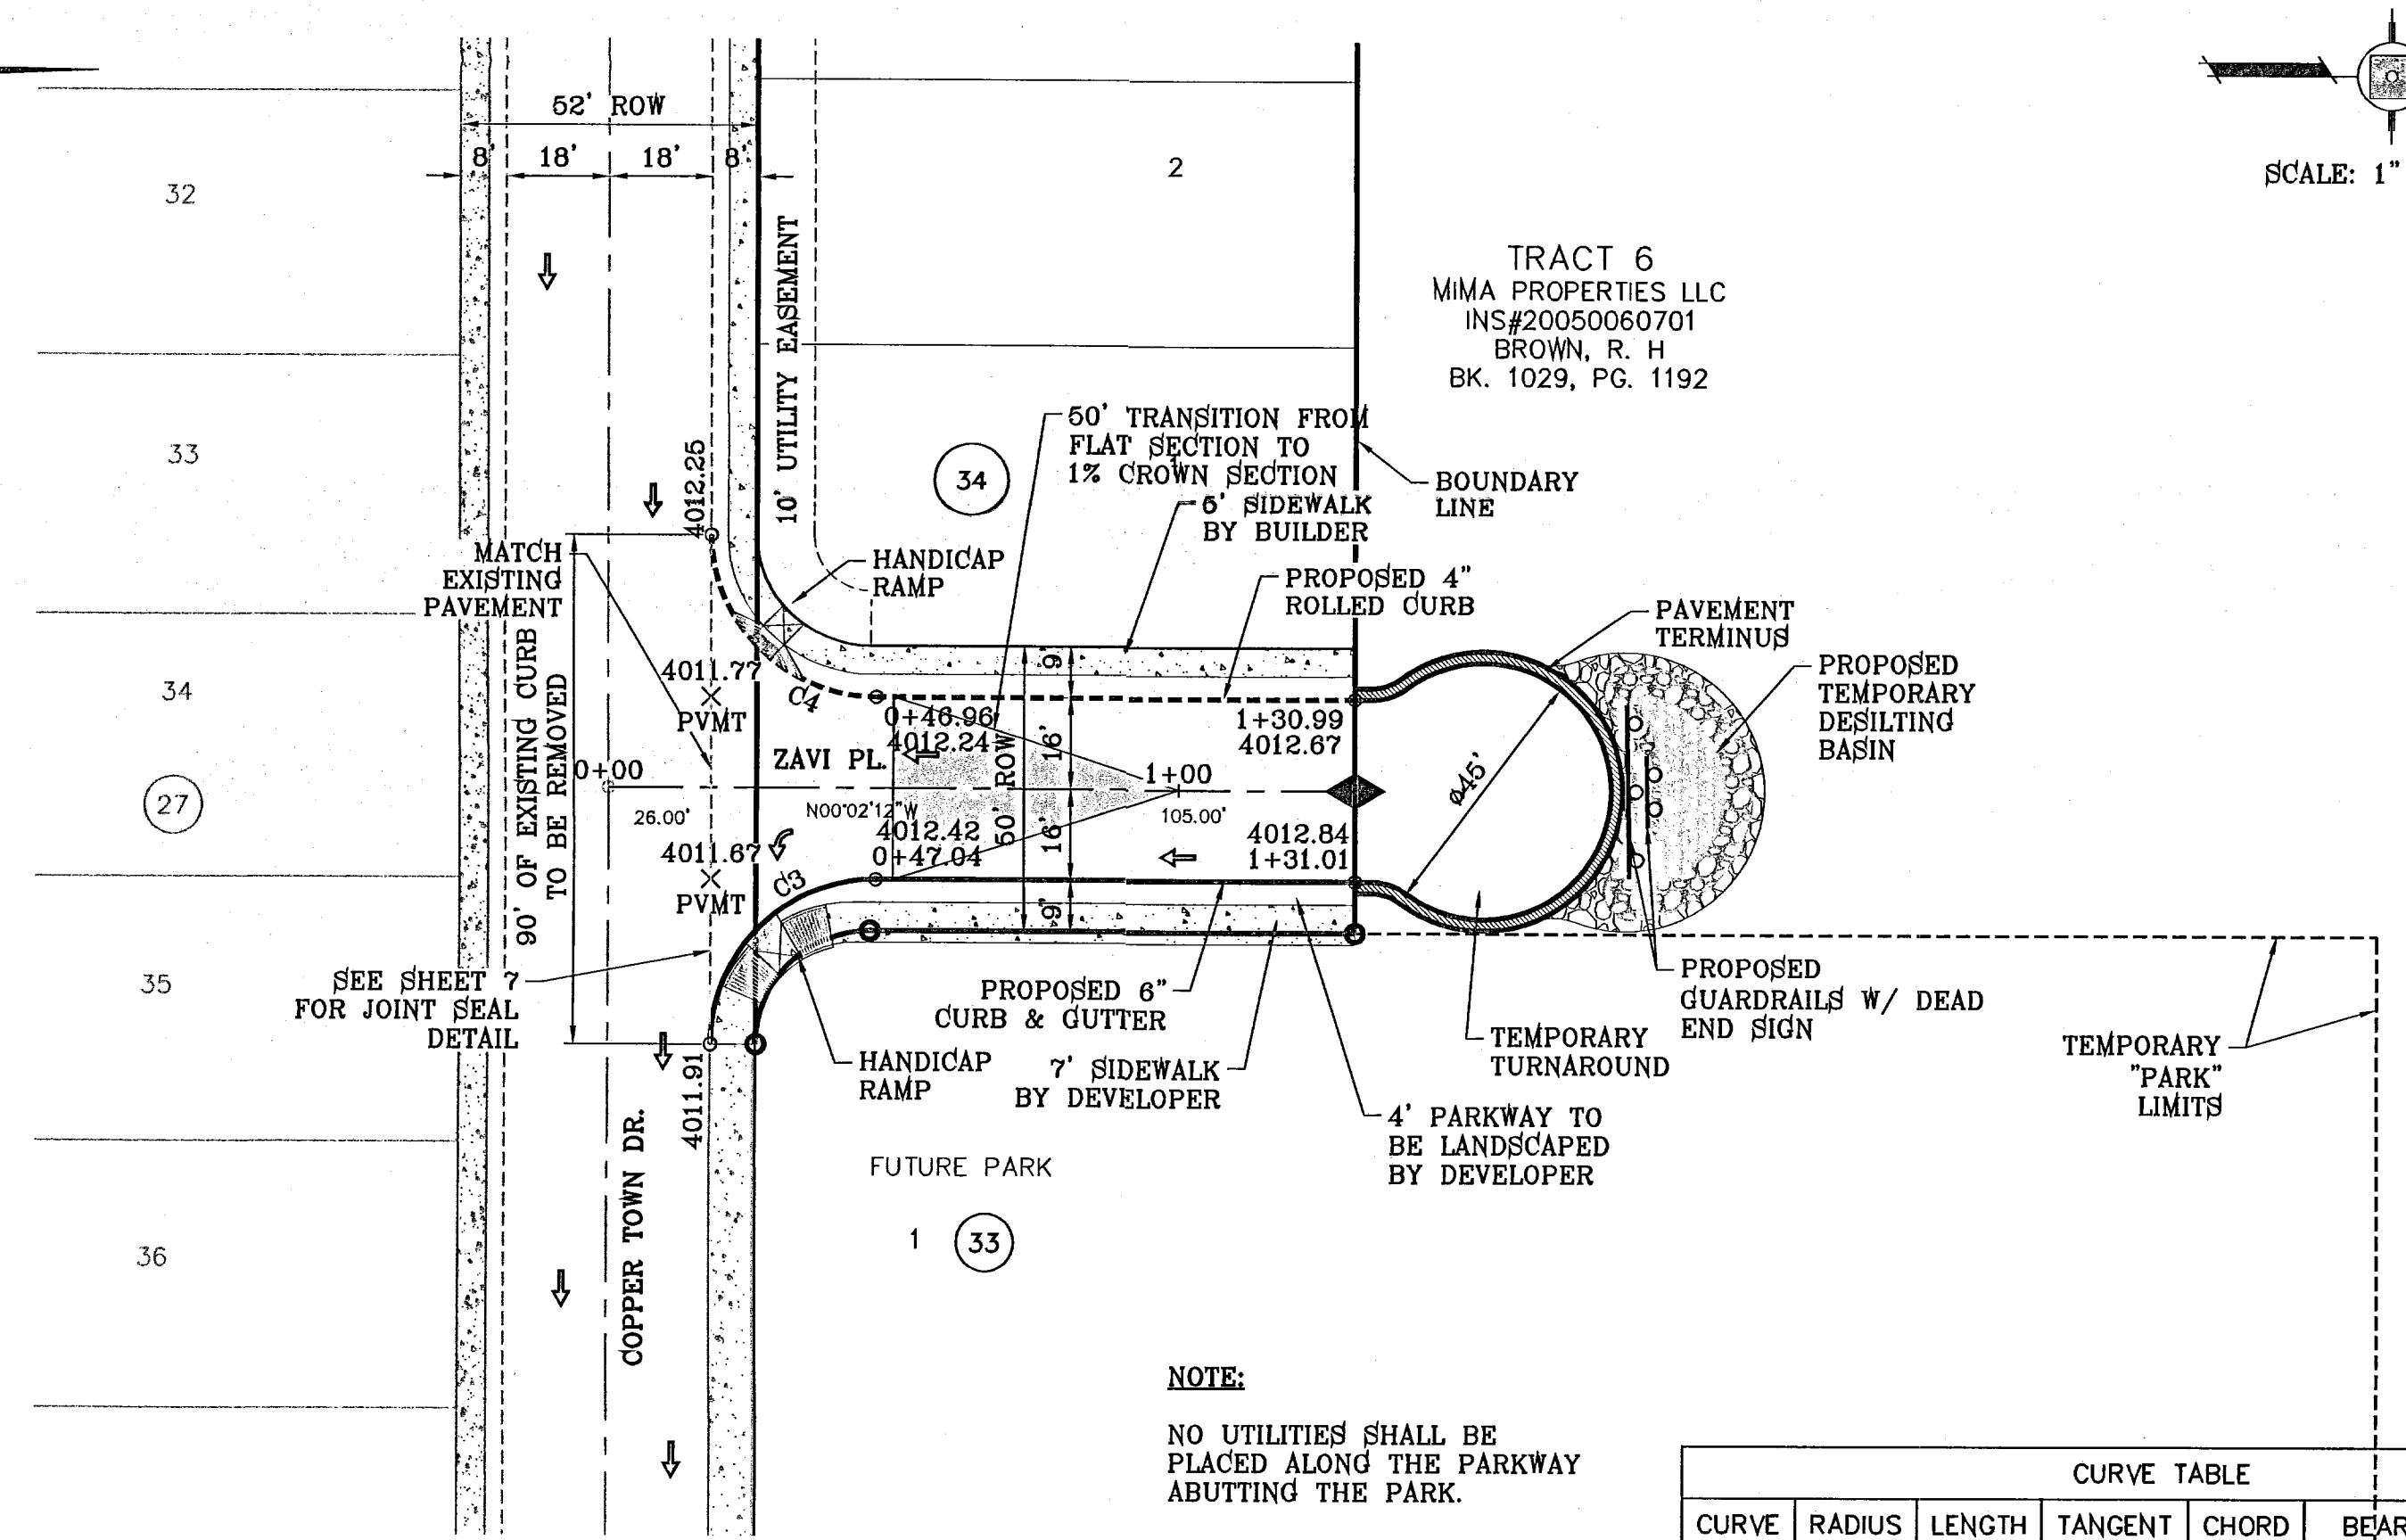 52' ROW
8' 18' 18' 8'
32
33
34
27
35
36
2
SCALE: 1"
TRACT 6
MIMA PROPERTIES LLC
INS#20050060701
BROWN, R. H
BK. 1029, PG. 1192
10' UTILITY EASEMENT
50' TRANSITION FROM
FLAT SECTION TO
1% CROWN SECTION
34
BOUNDARY
LINE
5' SIDEWALK
BY BUILDER
4012.25
MATCH
EXISTING
PAVEMENT
HANDICAP
RAMP
PROPOSED 4"
ROLLED CURB
PAVEMENT
TERMINUS
PROPOSED
TEMPORARY
DESILTING
BASIN
90' OF EXISTING CURB
TO BE REMOVED
4011.77
PVMT
C4
0+46.96
4012.24
1+30.99
4012.67
9'
16'
50' ROW
16'
9'
ZAVI PL.
0+00
1+00
26.00'
N00°02'12"W
105.00'
ø45'
4011.67
PVMT
C3
4012.42
0+47.04
4012.84
1+31.01
SEE SHEET 7
FOR JOINT SEAL
DETAIL
4011.91
HANDICAP
RAMP
PROPOSED 6"
CURB & GUTTER
7' SIDEWALK
BY DEVELOPER
TEMPORARY
TURNAROUND
PROPOSED
GUARDRAILS W/ DEAD
END SIGN
TEMPORARY
"PARK"
LIMITS
4' PARKWAY TO
BE LANDSCAPED
BY DEVELOPER
COPPER TOWN DR.
FUTURE PARK
1 33
NOTE:
NO UTILITIES SHALL BE
PLACED ALONG THE PARKWAY
ABUTTING THE PARK.
CURVE TABLE
CURVE RADIUS LENGTH TANGENT CHORD BEAR